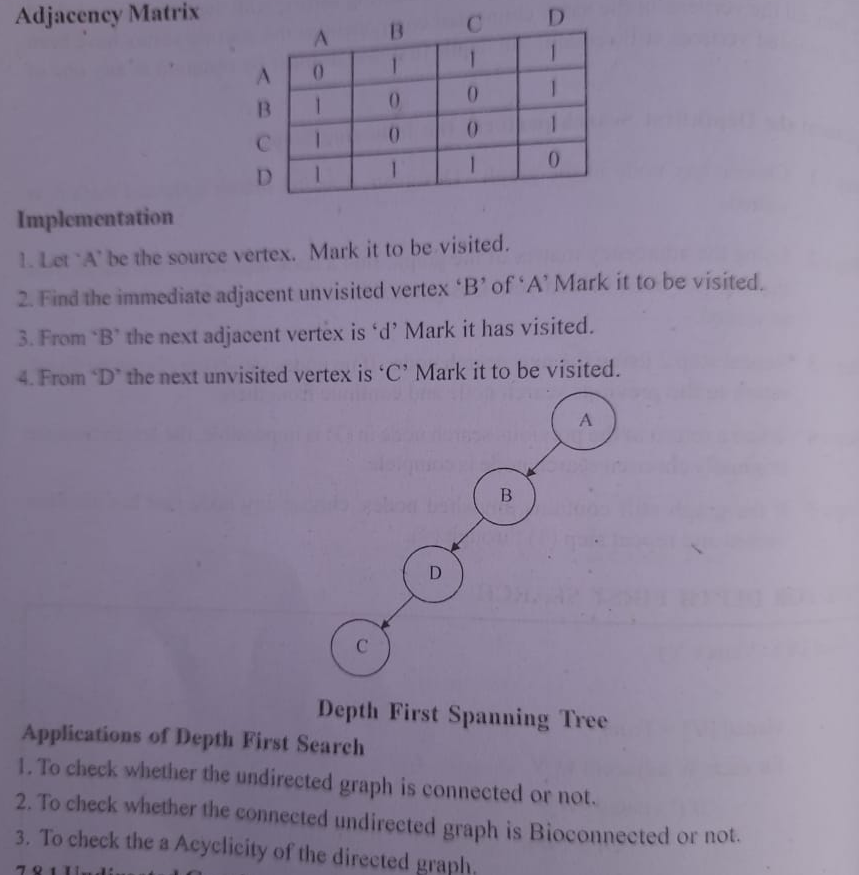 Adjacency Matrix
A B C D
A 0 1 1 1
B 1 0 0 1
C 1 0 0 1
D 1 1 1 0
Implementation
1. Let 'A' be the source vertex. Mark it to be visited.
2. Find the immediate adjacent unvisited vertex 'B' of 'A' Mark it to be visited.
3. From 'B' the next adjacent vertex is 'd' Mark it has visited.
4. From 'D' the next unvisited vertex is 'C' Mark it to be visited.
A
B
D
C
Depth First Spanning Tree
Applications of Depth First Search
1. To check whether the undirected graph is connected or not.
2. To check whether the connected undirected graph is Bioconnected or not.
3. To check the a Acyclicity of the directed graph.